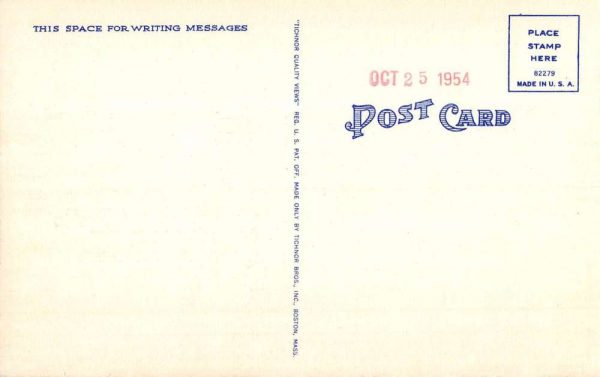 THIS SPACE FOR WRITING MESSAGES
"TICHNOR QUALITY VIEWS" REG. U. S. PAT. OFF. MADE ONLY BY TICHNOR BROS., INC., BOSTON, MASS.
OCT 25 1954
POST CARD
PLACE
STAMP
HERE
82279
MADE IN U. S. A.